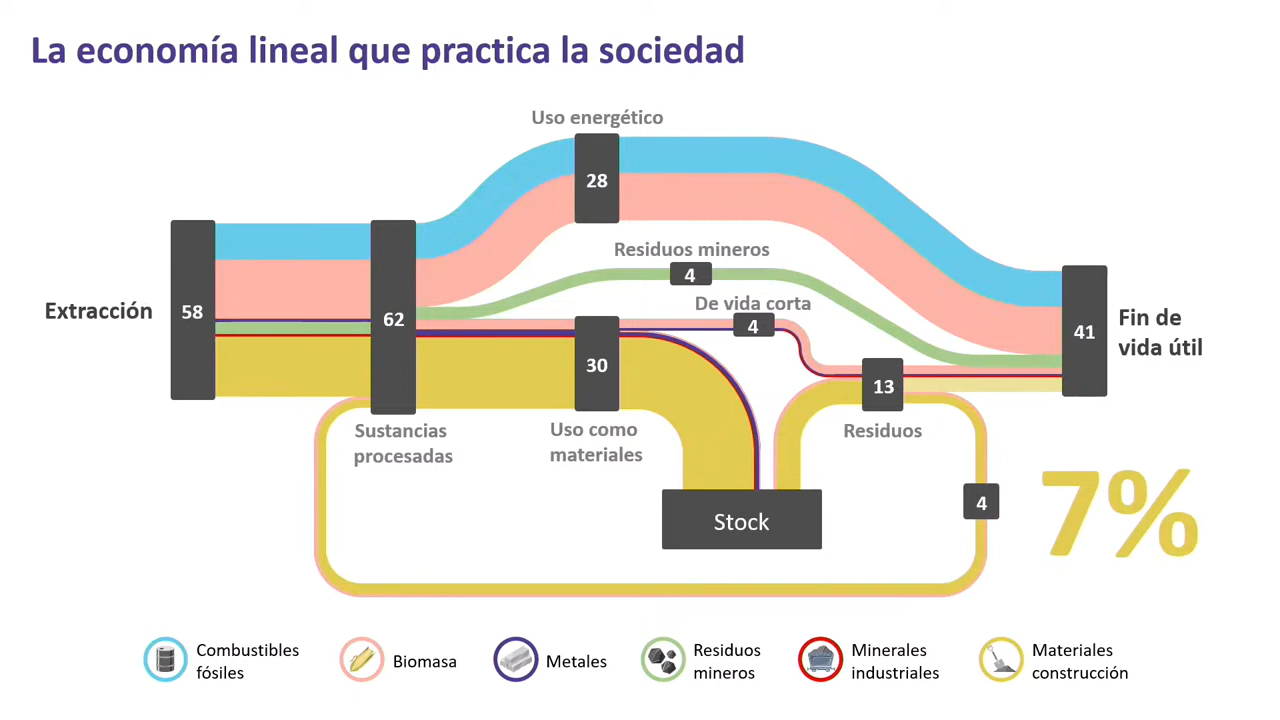 La economía lineal que practica la sociedad
Uso energético
28
Residuos mineros
4
De vida corta
4
Extracción
58
62
30
13
41
Fin de
vida útil
Sustancias
procesadas
Uso como
materiales
Residuos
Stock
4
7%
Combustibles
fósiles
Biomasa
Metales
Residuos
mineros
Minerales
industriales
Materiales
construcción